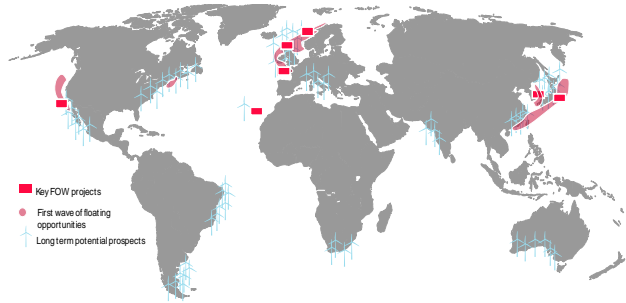 Key FOW projects
First wave of floating
opportunities
Long term potential prospects